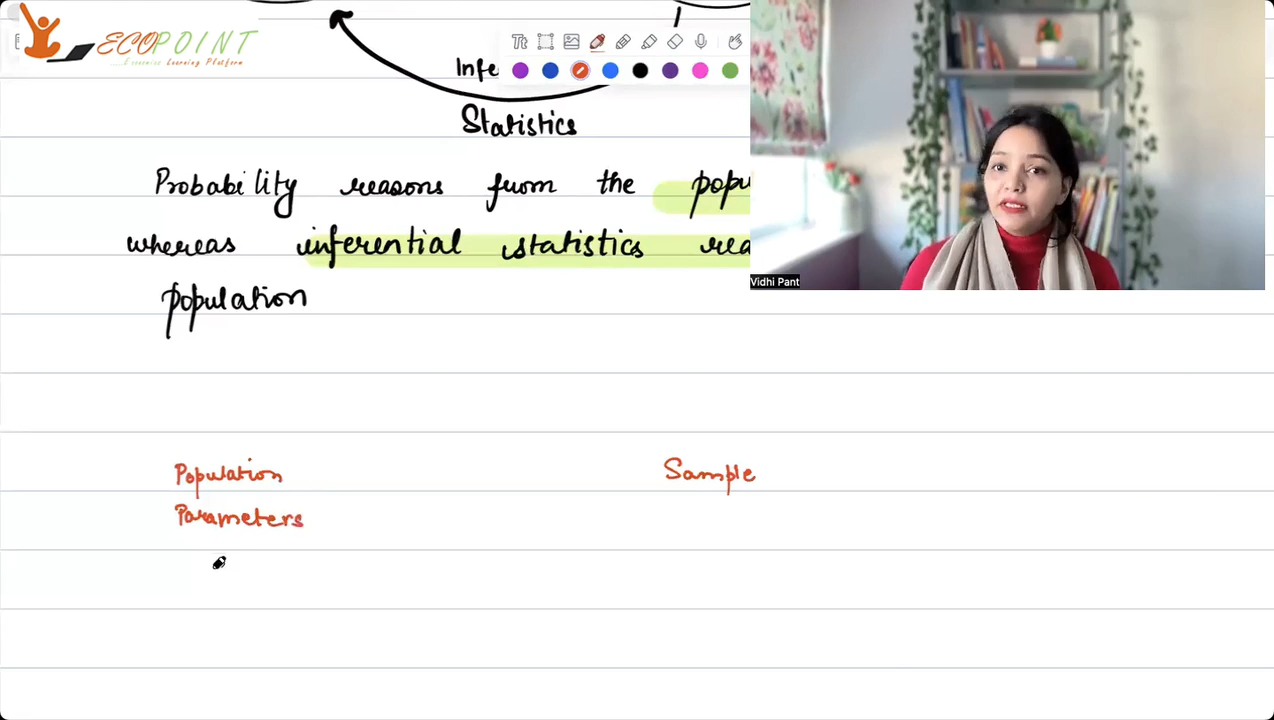 ECOPOINT
Economics Learning Platform
Tt
Infe
Statistics
Probability reasons from the popu
whereas inferential statistics rea
population
Vidhi Pant
Population Sample
Parameters